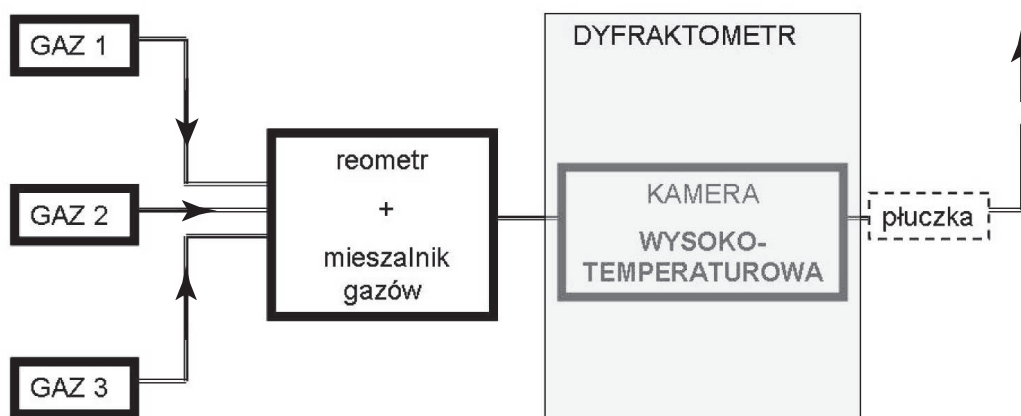 GAZ 1
GAZ 2
GAZ 3
reometr
+
mieszalnik
gazów
DYFRAKTOMETR
KAMERA
WYSOKO-
TEMPERATUROWA
płuczka